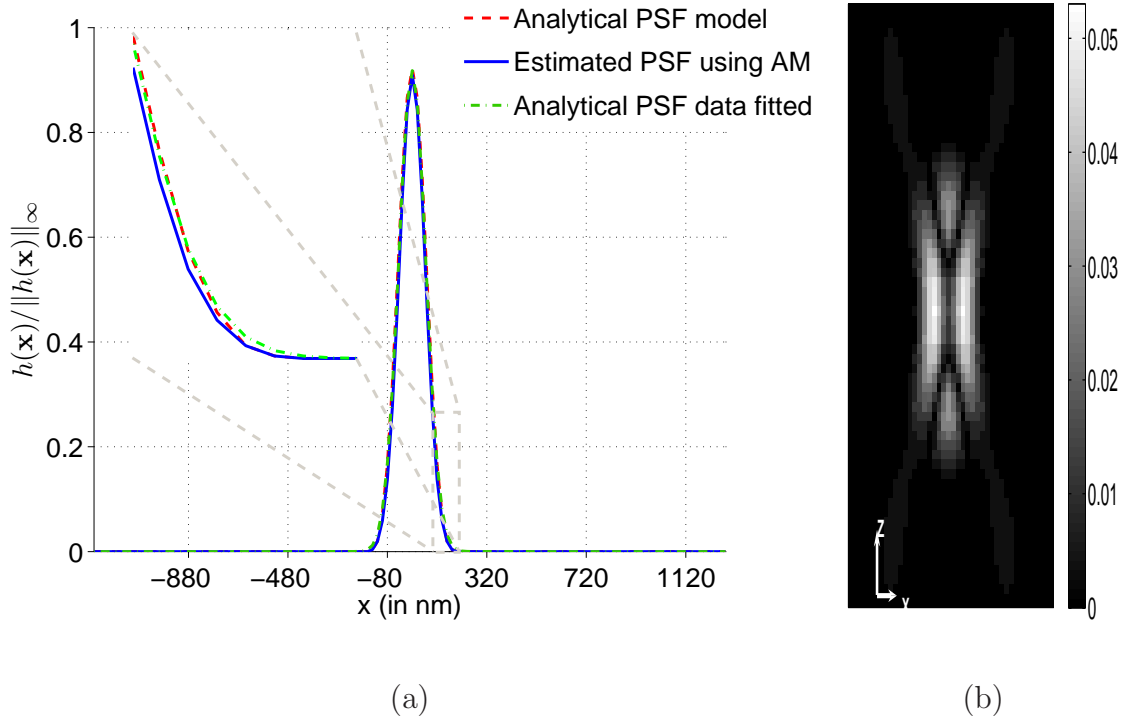 Analytical PSF model
Estimated PSF using AM
Analytical PSF data fitted
h(x)/||h(x)||∞
1
0.8
0.6
0.4
0.2
0
−880 −480 −80 320 720 1120
x (in nm)
(a)
0.05
0.04
0.03
0.02
0.01
0
Z
(b)